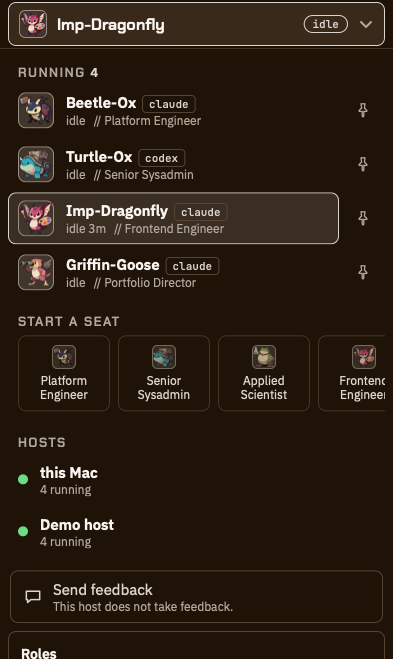 Imp-Dragonfly idle
RUNNING 4
Beetle-Ox claude
idle // Platform Engineer
Turtle-Ox codex
idle // Senior Sysadmin
Imp-Dragonfly claude
idle 3m // Frontend Engineer
Griffin-Goose claude
idle // Portfolio Director
START A SEAT
Platform
Engineer
Senior
Sysadmin
Applied
Scientist
Frontend
Engineer
HOSTS
this Mac
4 running
Demo host
4 running
Send feedback
This host does not take feedback.
Roles